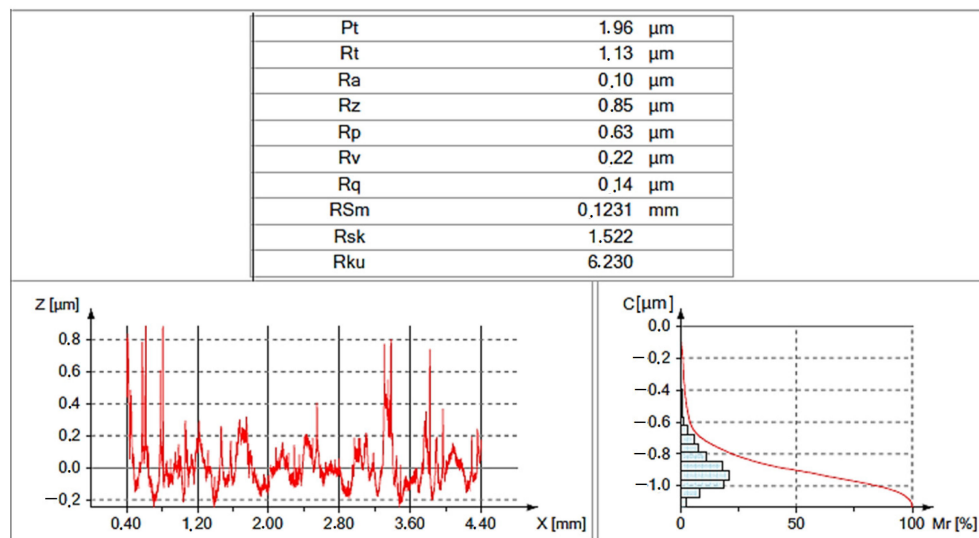 Pt 1.96 μm
Rt 1.13 μm
Ra 0.10 μm
Rz 0.85 μm
Rp 0.63 μm
Rv 0.22 μm
Rq 0.14 μm
RSm 0.1231 mm
Rsk 1.522
Rku 6.230
Z [μm]
0.8
0.6
0.4
0.2
0.0
−0.2
0.40 1.20 2.00 2.80 3.60 4.40
X [mm]
C[μm]
0.0
−0.2
−0.4
−0.6
−0.8
−1.0
0 50 100 Mr [%]